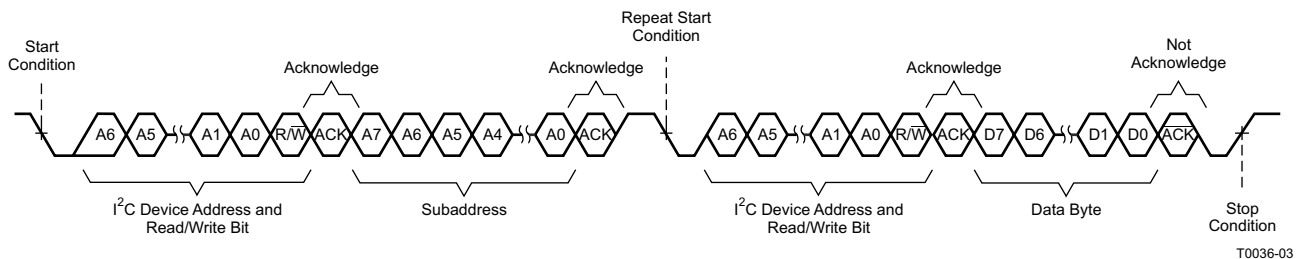 Start
Condition
Repeat Start
Condition
Not
Acknowledge
Acknowledge
Acknowledge
Acknowledge
A6 A5 A1 A0 R/W̅ ACK A7 A6 A5 A4 A0 ACK A6 A5 A1 A0 R/W̅ ACK D7 D6 D1 D0 A̅C̅K̅
I²C Device Address and
Read/Write Bit
Subaddress
I²C Device Address and
Read/Write Bit
Data Byte
Stop
Condition
T0036-03